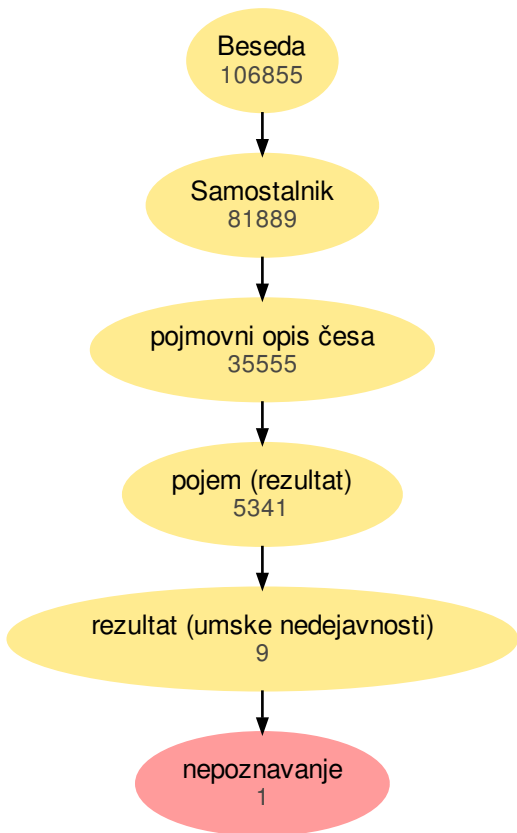 Beseda
106855
Samostalnik
81889
pojmovni opis česa
35555
pojem (rezultat)
5341
rezultat (umske nedejavnosti)
9
nepoznavanje
1